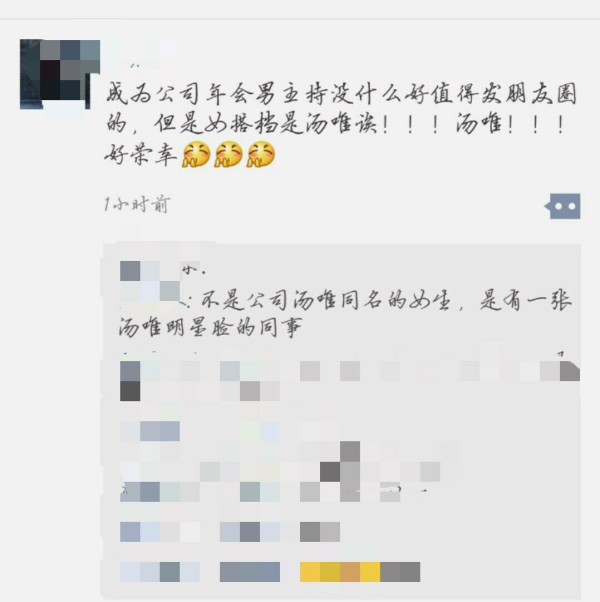 成为公司年会男主持没什么好值得发朋友圈
的，但是女搭档是汤唯诶！！！汤唯！！！
好荣幸
1小时前
：不是公司汤唯同名的女生，是有一张
汤唯明星脸的同事